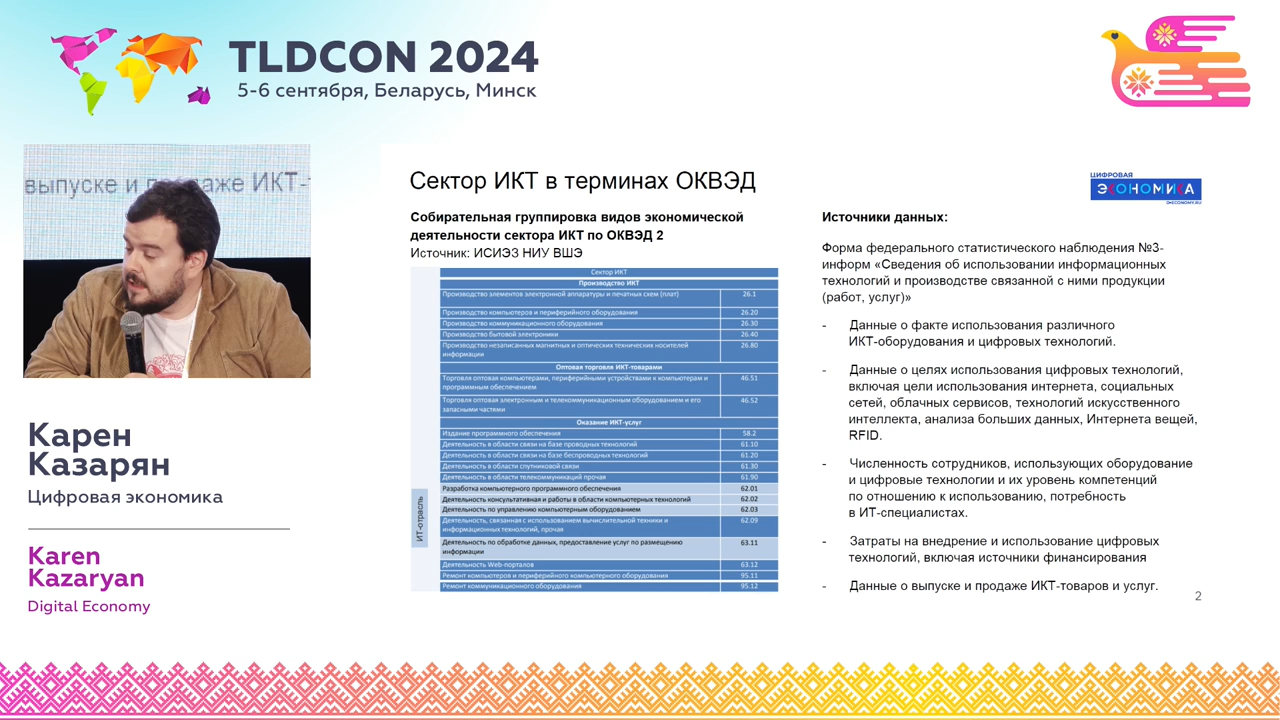 TLDCON 2024
5-6 сентября, Беларусь, Минск
выпуске и п
аже ИКТ-
Карен
Казарян
Цифровая экономика
Karen
Kazaryan
Digital Economy
Сектор ИКТ в терминах ОКВЭД
Собирательная группировка видов экономической
деятельности сектора ИКТ по ОКВЭД 2
Источник: ИСИЭЗ НИУ ВШЭ
Сектор ИКТ
Производство ИКТ
Производство элементов электронной аппаратуры и печатных схем (плат) 26.1
Производство компьютеров и периферийного оборудования 26.20
Производство коммуникационного оборудования 26.30
Производство бытовой электроники 26.40
Производство незаписанных магнитных и оптических технических носителей
информации 26.80
Оптовая торговля ИКТ-товарами
Торговля оптовая компьютерами, периферийными устройствами к компьютерам и
программным обеспечением 46.51
Торговля оптовая электронным и телекоммуникационным оборудованием и его
запасными частями 46.52
Оказание ИКТ-услуг
Издание программного обеспечения 58.2
Деятельность в области связи на базе проводных технологий 61.10
Деятельность в области связи на базе беспроводных технологий 61.20
Деятельность в области спутниковой связи 61.30
Деятельность в области телекоммуникаций прочая 61.90
ИТ-отрасль
Разработка компьютерного программного обеспечения 62.01
Деятельность консультативная и работы в области компьютерных технологий 62.02
Деятельность по управлению компьютерным оборудованием 62.03
Деятельность, связанная с использованием вычислительной техники и
информационных технологий, прочая 62.09
Деятельность по обработке данных, предоставление услуг по размещению
информации 63.11
Деятельность Web-порталов 63.12
Ремонт компьютеров и периферийного компьютерного оборудования 95.11
Ремонт коммуникационного оборудования 95.12
ЦИФРОВАЯ
ЭКОНОМИКА
D-ECONOMY.RU
Источники данных:
Форма федерального статистического наблюдения №3-
информ «Сведения об использовании информационных
технологий и производстве связанной с ними продукции
(работ, услуг)»
- Данные о факте использования различного
ИКТ-оборудования и цифровых технологий.
- Данные о целях использования цифровых технологий,
включая цели использования интернета, социальных
сетей, облачных сервисов, технологий искусственного
интеллекта, анализа больших данных, Интернета вещей
RFID.
- Численность сотрудников, использующих оборудование
и цифровые технологии и их уровень компетенций
по отношению к использованию, потребность
в ИТ-специалистах.
- Затраты на внедрение и использование цифровых
технологий, включая источники финансирования
- Данные о выпуске и продаже ИКТ-товаров и услуг.
2